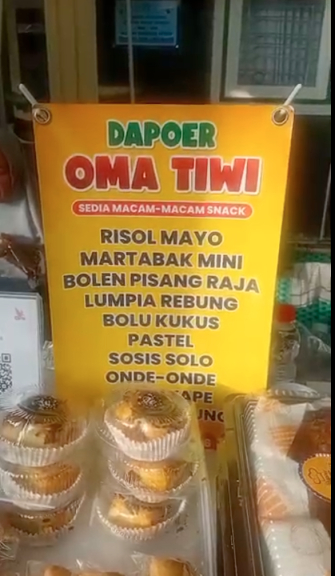 DAPOER
OMA TIWI
SEDIA MACAM-MACAM SNACK
RISOL MAYO
MARTABAK MINI
BOLEN PISANG RAJA
LUMPIA REBUNG
BOLU KUKUS
PASTEL
SOSIS SOLO
ONDE-ONDE